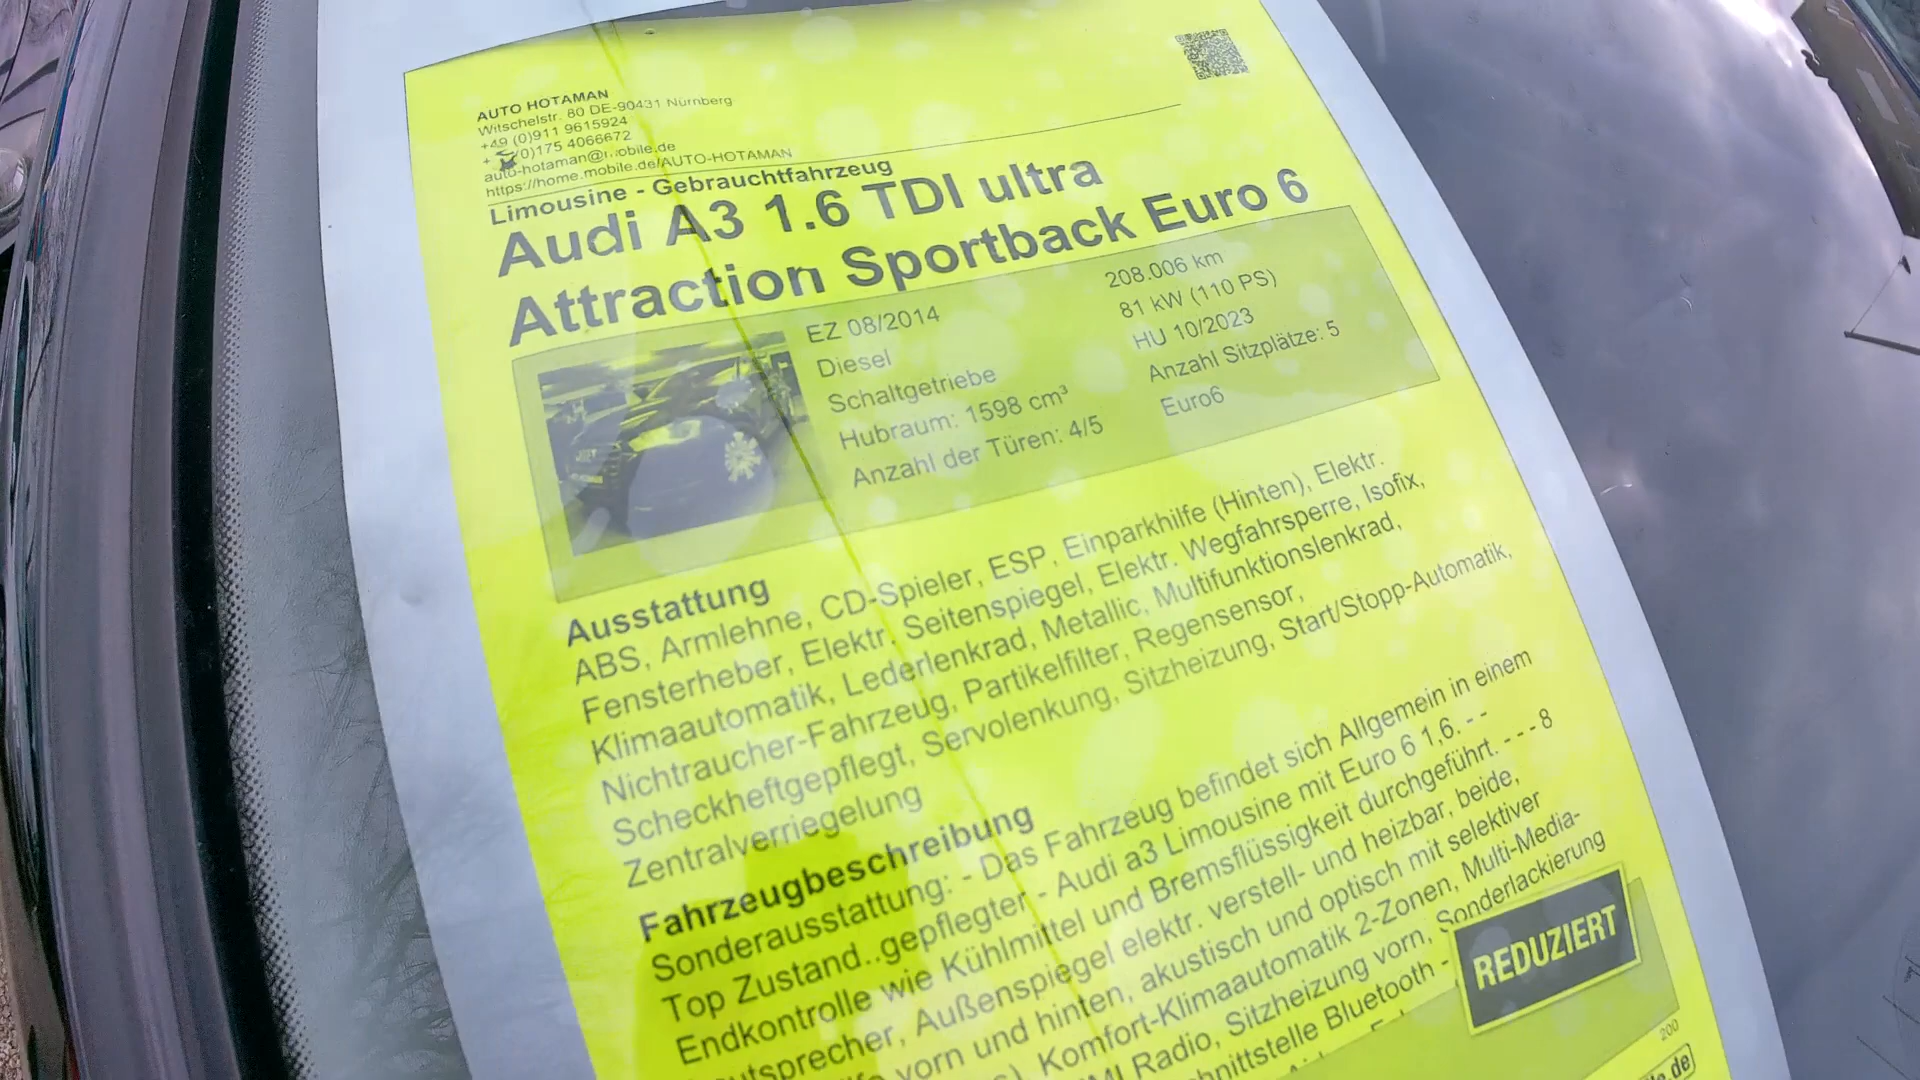 AUTO HOTAMAN
Witschelstr. 80 DE-90431 Nürnberg
+49 (0)911 9615924
+ (0)175 4066672
auto-hotaman@mobile.de
https://home.mobile.de/AUTO-HOTAMAN
Limousine - Gebrauchtfahrzeug
Audi A3 1.6 TDI ultra
Attraction Sportback Euro 6
EZ 08/2014
Diesel
Schaltgetriebe
Hubraum: 1598 cm³
Anzahl der Türen: 4/5
208.006 km
81 kW (110 PS)
HU 10/2023
Anzahl Sitzplätze: 5
Euro6
Ausstattung
ABS, Armlehne, CD-Spieler, ESP, Einparkhilfe (Hinten), Elektr.
Fensterheber, Elektr. Seitenspiegel, Elektr. Wegfahrsperre, Isofix,
Klimaautomatik, Lederlenkrad, Metallic, Multifunktionslenkrad,
Nichtraucher-Fahrzeug, Partikelfilter, Regensensor,
Scheckheftgepflegt, Servolenkung, Sitzheizung, Start/Stopp-Automatik,
Zentralverriegelung
Fahrzeugbeschreibung
Sonderausstattung: - Das Fahrzeug befindet sich Allgemein in einem
Top Zustand..gepflegter - Audi a3 Limousine mit Euro 6 1,6. - -
Endkontrolle wie Kühlmittel und Bremsflüssigkeit durchgeführt. - - - 8
Außenspiegel elektr. verstell- und heizbar, beide,
vorn und hinten, akustisch und optisch mit selektiver
Komfort-Klimaautomatik 2-Zonen, Multi-Media-
Radio, Sitzheizung vorn, Sonderlackierung
Bluetooth -
REDUZIERT
200